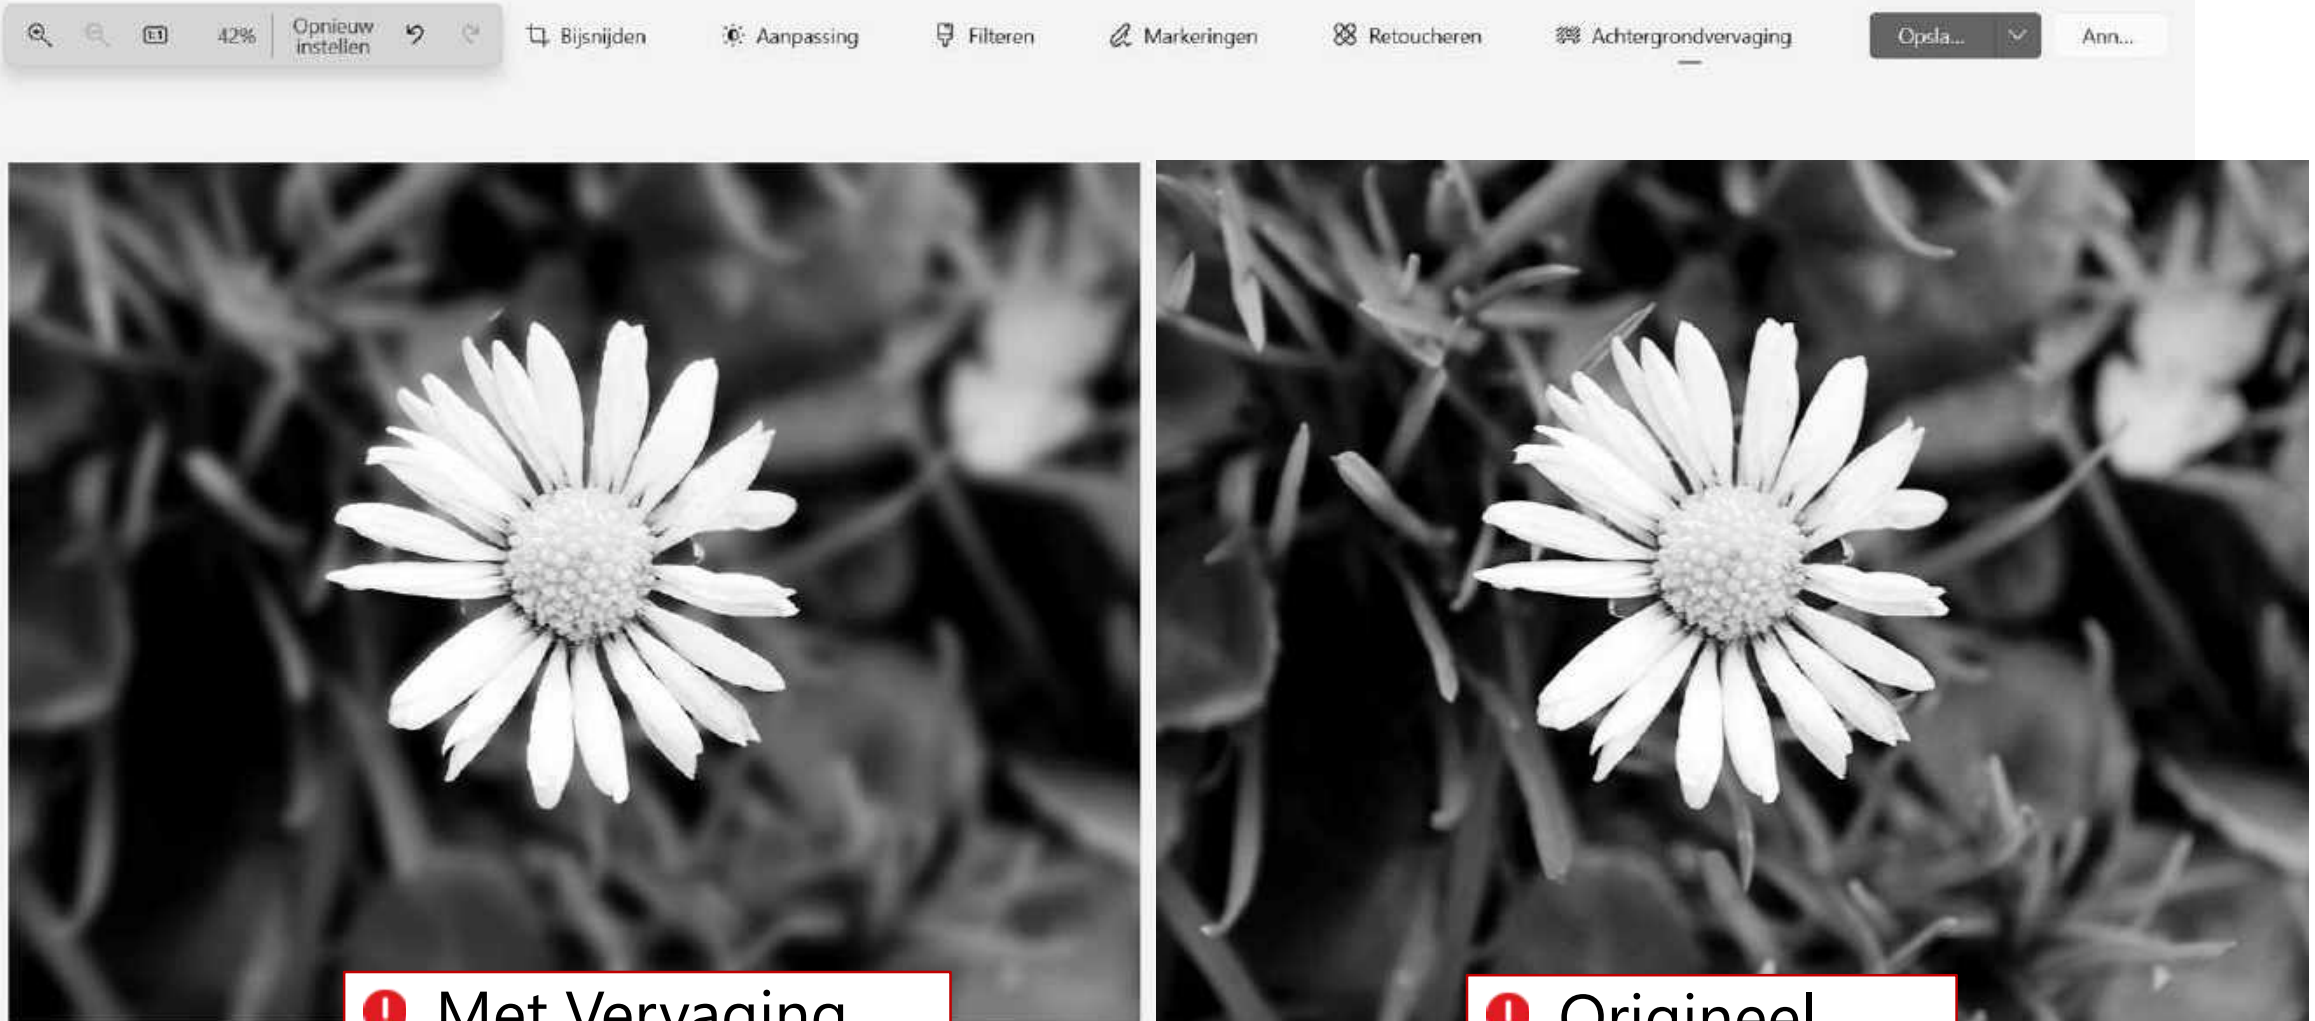 42%
Opnieuw
instellen
Bijsnijden
Aanpassing
Filteren
Markeringen
Retoucheren
Achtergrondvervaging
Opsla...
Ann...
Met Vervaging
Origineel